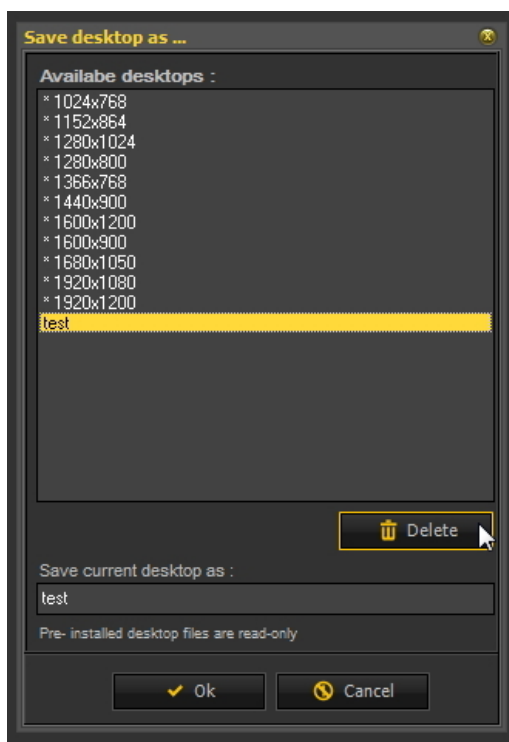 Save desktop as ...
Availabe desktops :
* 1024x768
* 1152x864
* 1280x1024
* 1280x800
* 1366x768
* 1440x900
* 1600x1200
* 1600x900
* 1680x1050
* 1920x1080
* 1920x1200
test
Delete
Save current desktop as :
test
Pre- installed desktop files are read-only
Ok
Cancel